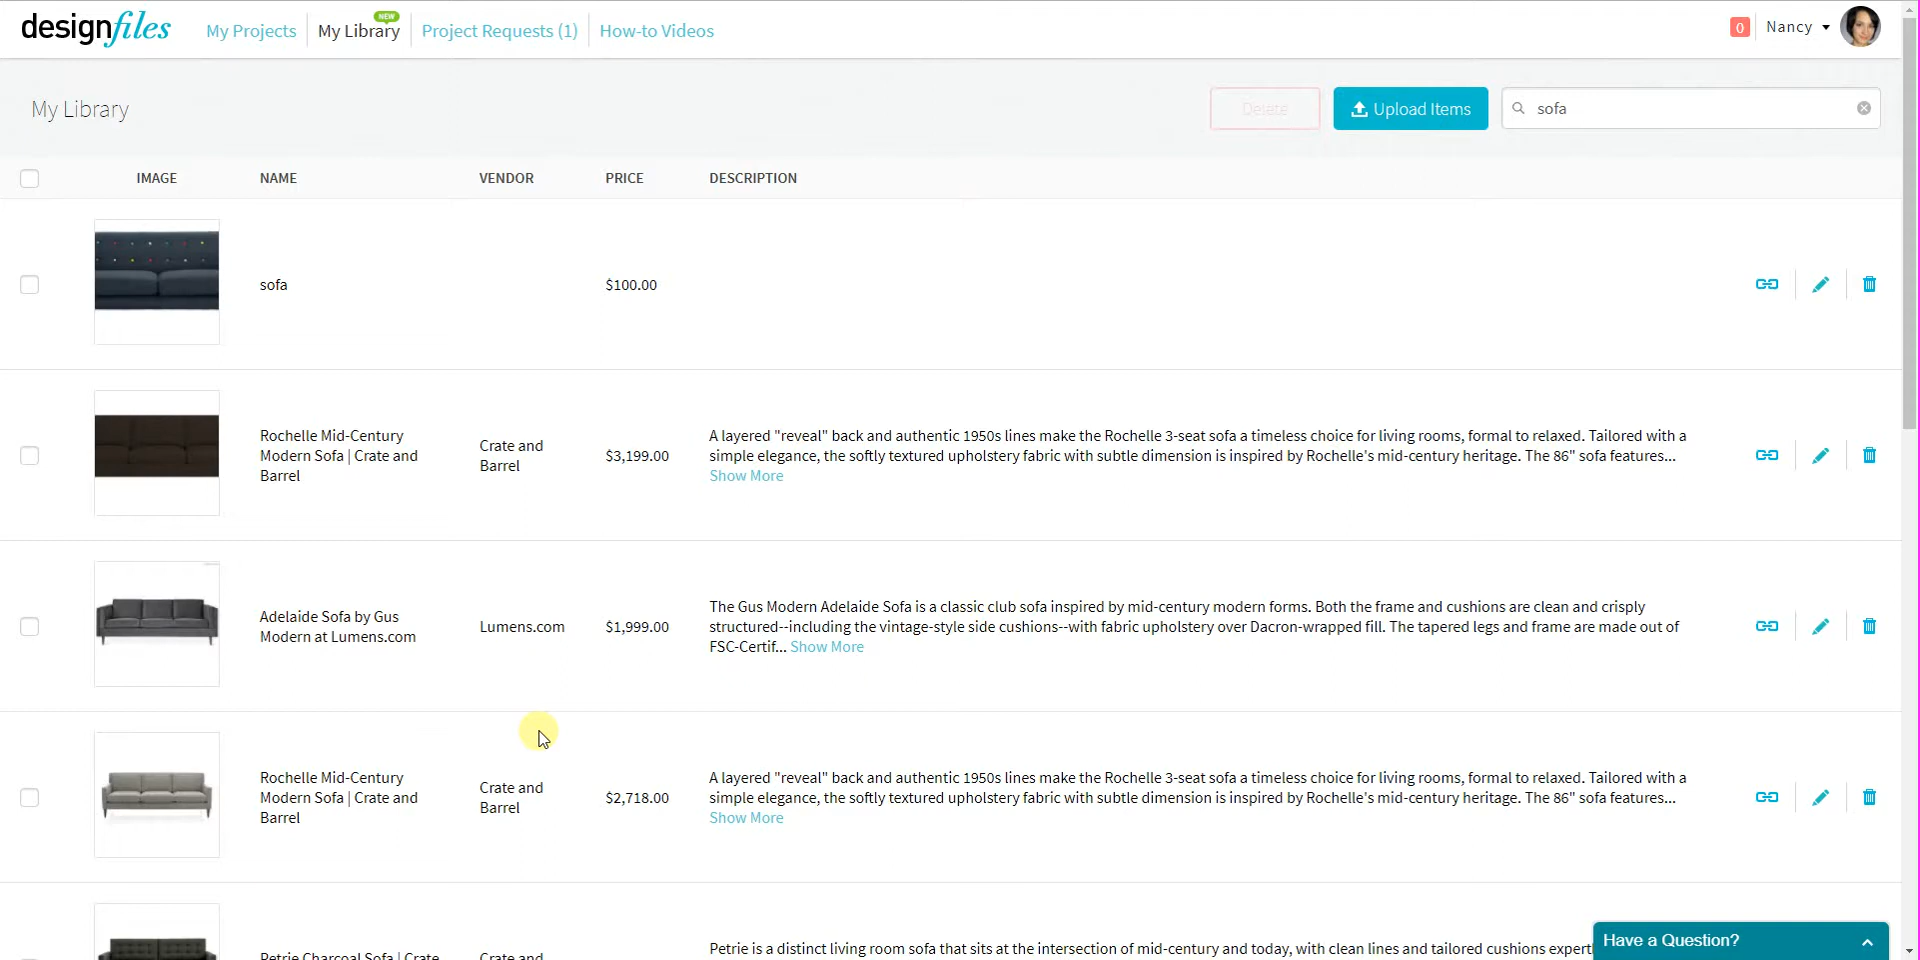 designfiles
My Projects
My Library
NEW
Project Requests (1)
How-to Videos
0
Nancy
My Library
Delete
Upload Items
sofa
IMAGE
NAME
VENDOR
PRICE
DESCRIPTION
sofa
$100.00
Rochelle Mid-Century
Modern Sofa | Crate and
Barrel
Crate and
Barrel
$3,199.00
A layered "reveal" back and authentic 1950s lines make the Rochelle 3-seat sofa a timeless choice for living rooms, formal to relaxed. Tailored with a
simple elegance, the softly textured upholstery fabric with subtle dimension is inspired by Rochelle's mid-century heritage. The 86" sofa features...
Show More
Adelaide Sofa by Gus
Modern at Lumens.com
Lumens.com
$1,999.00
The Gus Modern Adelaide Sofa is a classic club sofa inspired by mid-century modern forms. Both the frame and cushions are clean and crisply
structured--including the vintage-style side cushions--with fabric upholstery over Dacron-wrapped fill. The tapered legs and frame are made out of
FSC-Certif... Show More
Rochelle Mid-Century
Modern Sofa | Crate and
Barrel
Crate and
Barrel
$2,718.00
A layered "reveal" back and authentic 1950s lines make the Rochelle 3-seat sofa a timeless choice for living rooms, formal to relaxed. Tailored with a
simple elegance, the softly textured upholstery fabric with subtle dimension is inspired by Rochelle's mid-century heritage. The 86" sofa features...
Show More
Petrie Charcoal Sofa | Crate
Crate and
Petrie is a distinct living room sofa that sits at the intersection of mid-century and today, with clean lines and tailored cushions
Have a Question?